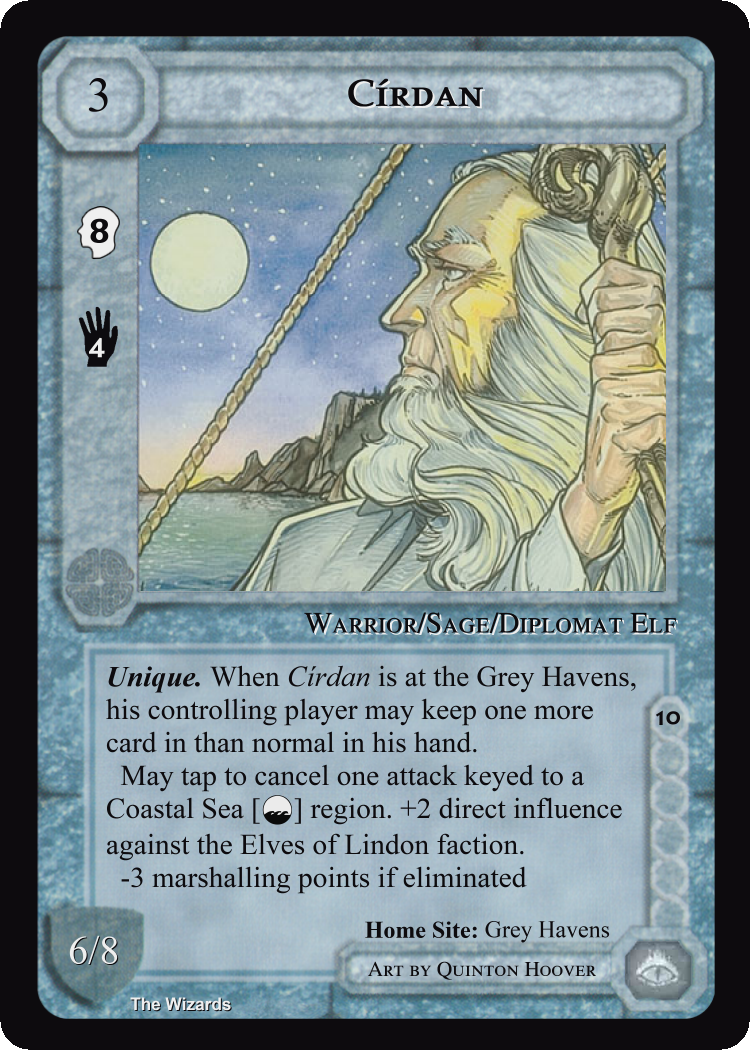 3
CÍRDAN
8
4
WARRIOR/SAGE/DIPLOMAT ELF
Unique. When Círdan is at the Grey Havens,
his controlling player may keep one more
card in than normal in his hand.
May tap to cancel one attack keyed to a
Coastal Sea [ ] region. +2 direct influence
against the Elves of Lindon faction.
-3 marshalling points if eliminated
10
Home Site: Grey Havens
6/8
ART BY QUINTON HOOVER
The Wizards